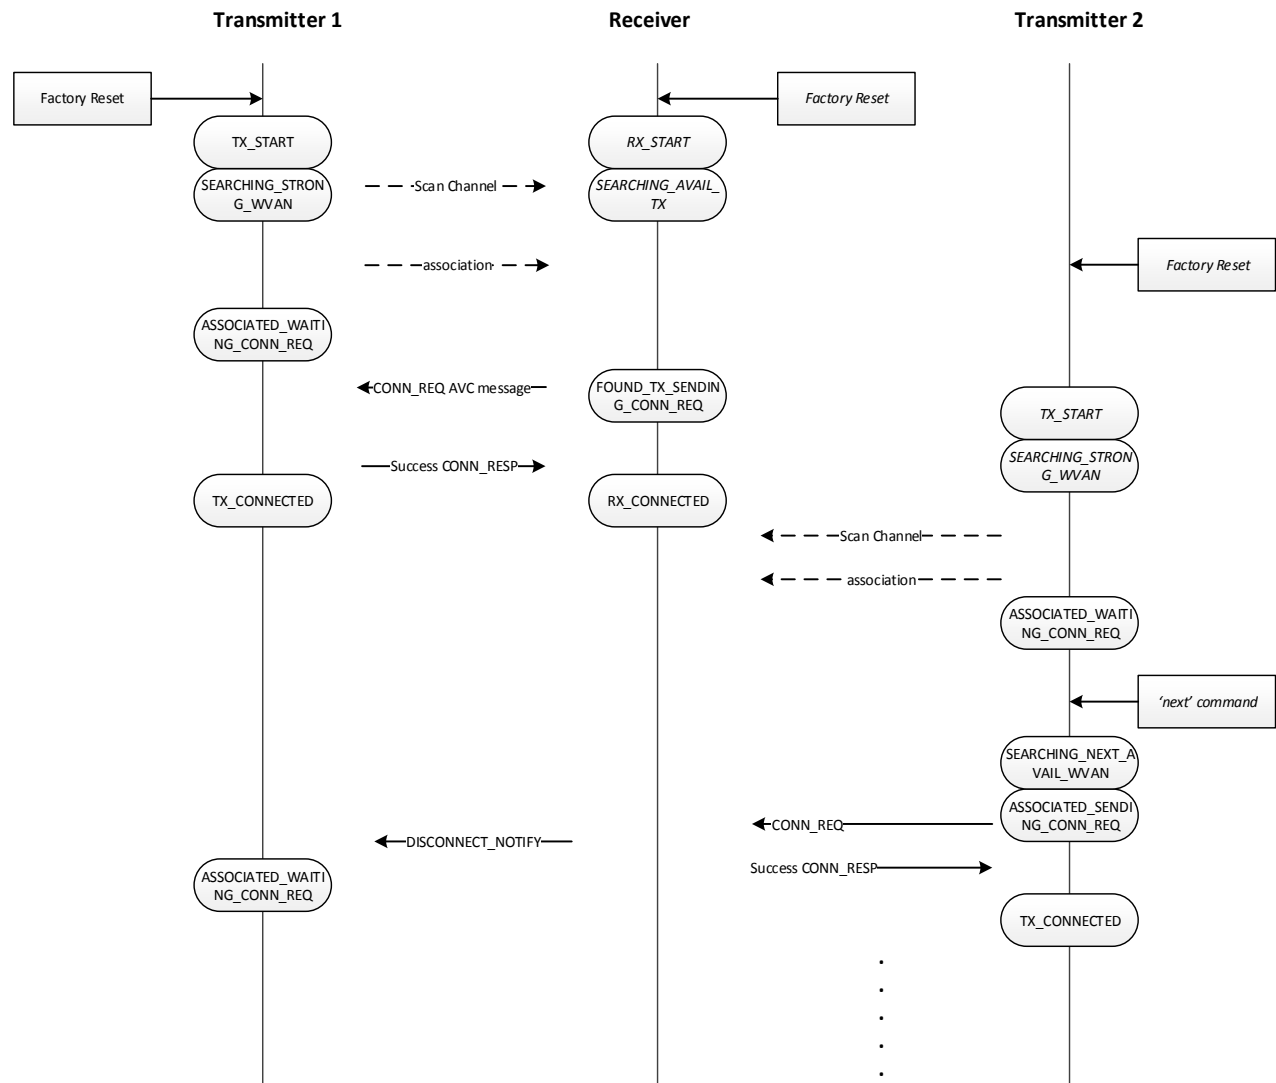 Transmitter 1
Receiver
Transmitter 2
Factory Reset
Factory Reset
TX_START
RX_START
SEARCHING_STRON
G_WVAN
Scan Channel
SEARCHING_AVAIL_
TX
association
Factory Reset
ASSOCIATED_WAITI
NG_CONN_REQ
CONN_REQ AVC message
FOUND_TX_SENDIN
G_CONN_REQ
TX_START
SEARCHING_STRON
G_WVAN
Success CONN_RESP
TX_CONNECTED
RX_CONNECTED
Scan Channel
association
ASSOCIATED_WAITI
NG_CONN_REQ
‘next’ command
SEARCHING_NEXT_A
VAIL_WVAN
ASSOCIATED_SENDI
NG_CONN_REQ
CONN_REQ
DISCONNECT_NOTIFY
Success CONN_RESP
ASSOCIATED_WAITI
NG_CONN_REQ
TX_CONNECTED